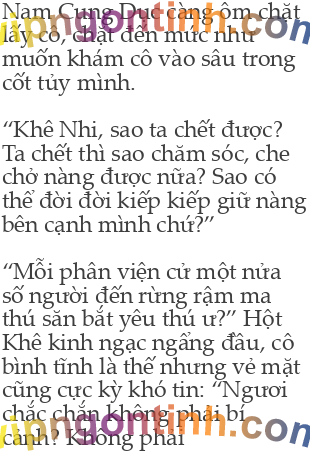 Nam Cung Dục càng ôm chặt
lấy cô, chặt đến mức như
muốn khám cô vào sâu trong
cốt tủy mình.
“Khê Nhi, sao ta chết được?
Ta chết thì sao chăm sóc, che
chở nàng được nữa? Sao có
thể đời đời kiếp kiếp giữ nàng
bên cạnh mình chứ?”
“Mỗi phân viện cử một nửa
số người đến rừng rậm ma
thú săn bắt yêu thú ư?” Hột
Khê kinh ngạc ngẩng đầu, cô
bình tĩnh là thế nhưng vẻ mặt
cũng cực kỳ khó tin: “Ngươi
chắc chắn không phải bí
cảnh? Không phải
vipngontinh.com